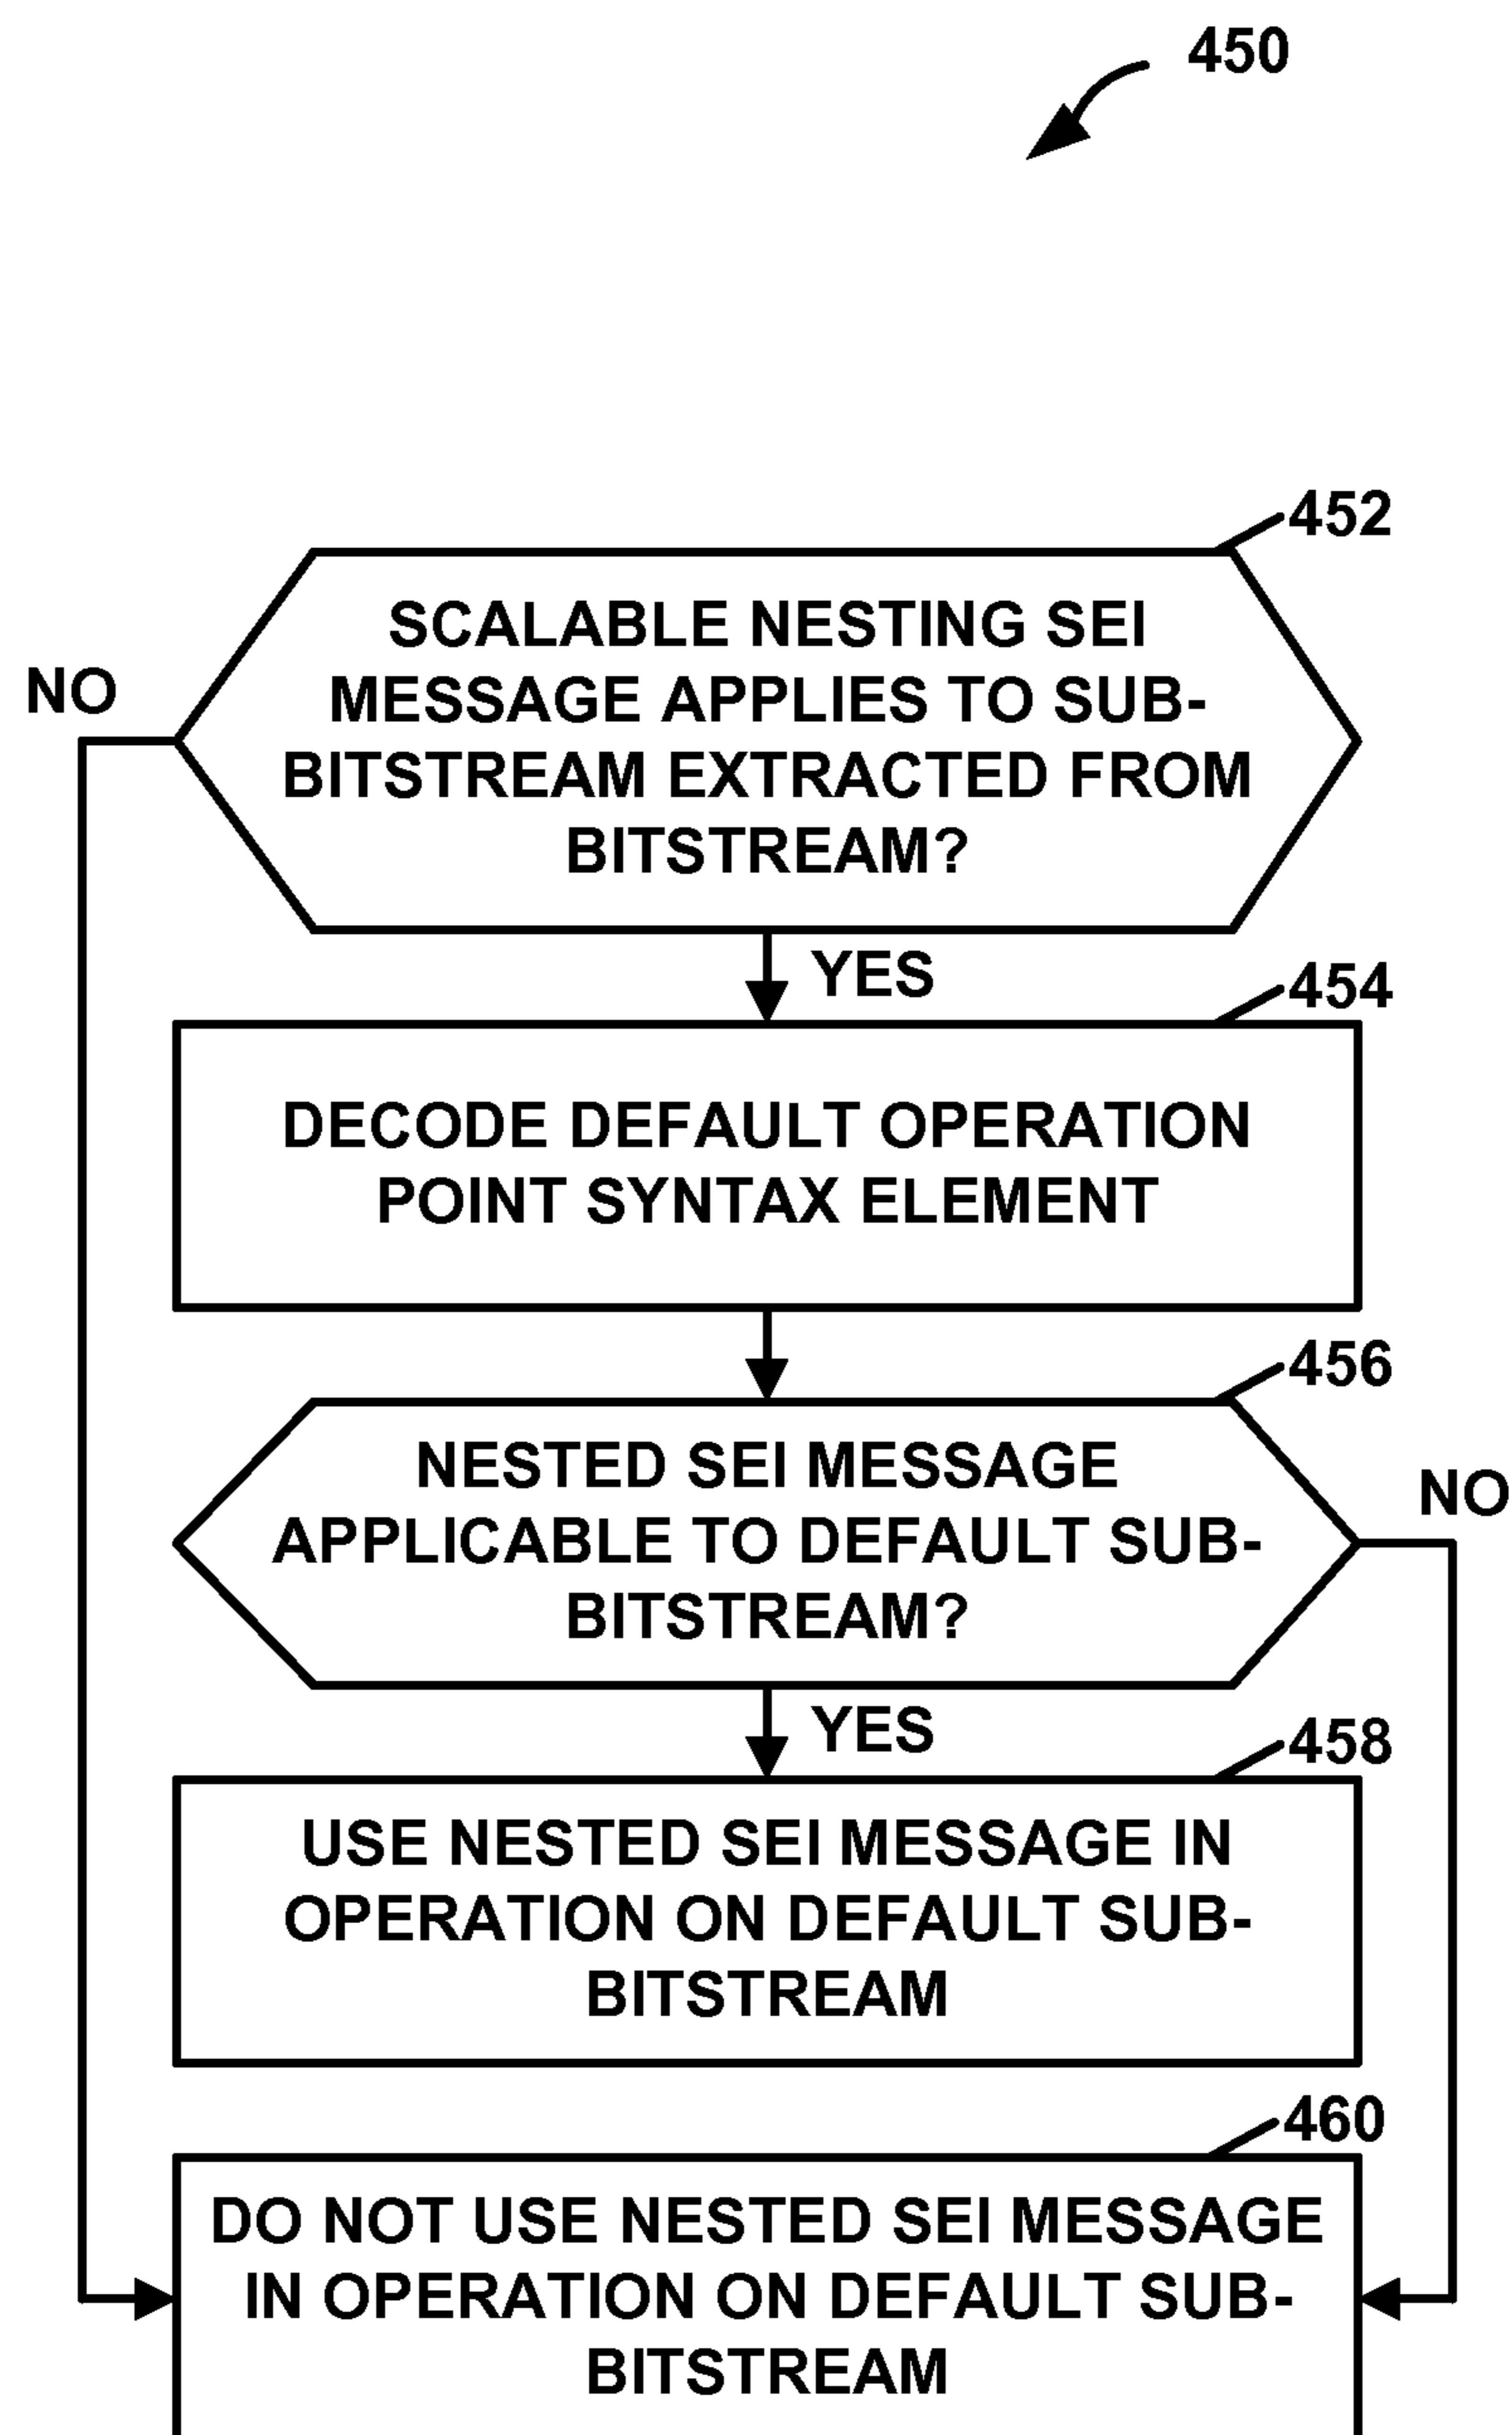 450
452
SCALABLE NESTING SEI
MESSAGE APPLIES TO SUB-
BITSTREAM EXTRACTED FROM
BITSTREAM?
NO
YES
454
DECODE DEFAULT OPERATION
POINT SYNTAX ELEMENT
456
NESTED SEI MESSAGE
APPLICABLE TO DEFAULT SUB-
BITSTREAM?
NO
YES
458
USE NESTED SEI MESSAGE IN
OPERATION ON DEFAULT SUB-
BITSTREAM
460
DO NOT USE NESTED SEI MESSAGE
IN OPERATION ON DEFAULT SUB-
BITSTREAM